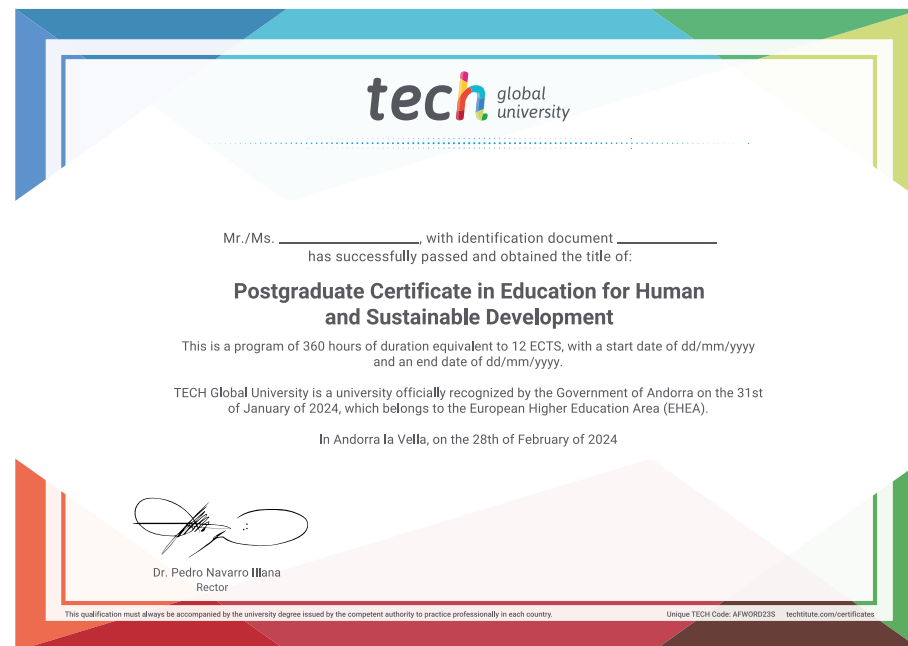 tech global university
Mr./Ms. ____________, with identification document ____________
has successfully passed and obtained the title of:
Postgraduate Certificate in Education for Human
and Sustainable Development
This is a program of 360 hours of duration equivalent to 12 ECTS, with a start date of dd/mm/yyyy
and an end date of dd/mm/yyyy.
TECH Global University is a university officially recognized by the Government of Andorra on the 31st
of January of 2024, which belongs to the European Higher Education Area (EHEA).
In Andorra la Vella, on the 28th of February of 2024
Dr. Pedro Navarro Illana
Rector
This qualification must always be accompanied by the university degree issued by the competent authority to practice professionally in each country. Unique TECH Code: AFWORD23S techtitute.com/certificates